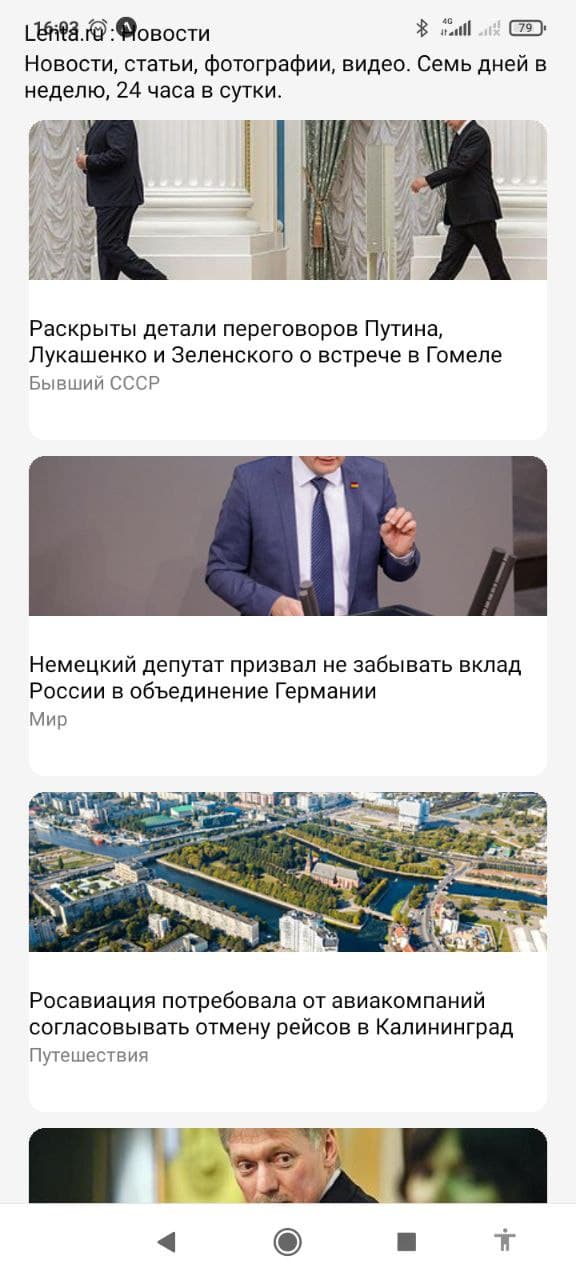 16:03
4G
79
Lenta.ru : Новости
Новости, статьи, фотографии, видео. Семь дней в
неделю, 24 часа в сутки.
Раскрыты детали переговоров Путина,
Лукашенко и Зеленского о встрече в Гомеле
Бывший СССР
Немецкий депутат призвал не забывать вклад
России в объединение Германии
Мир
Росавиация потребовала от авиакомпаний
согласовывать отмену рейсов в Калининград
Путешествия